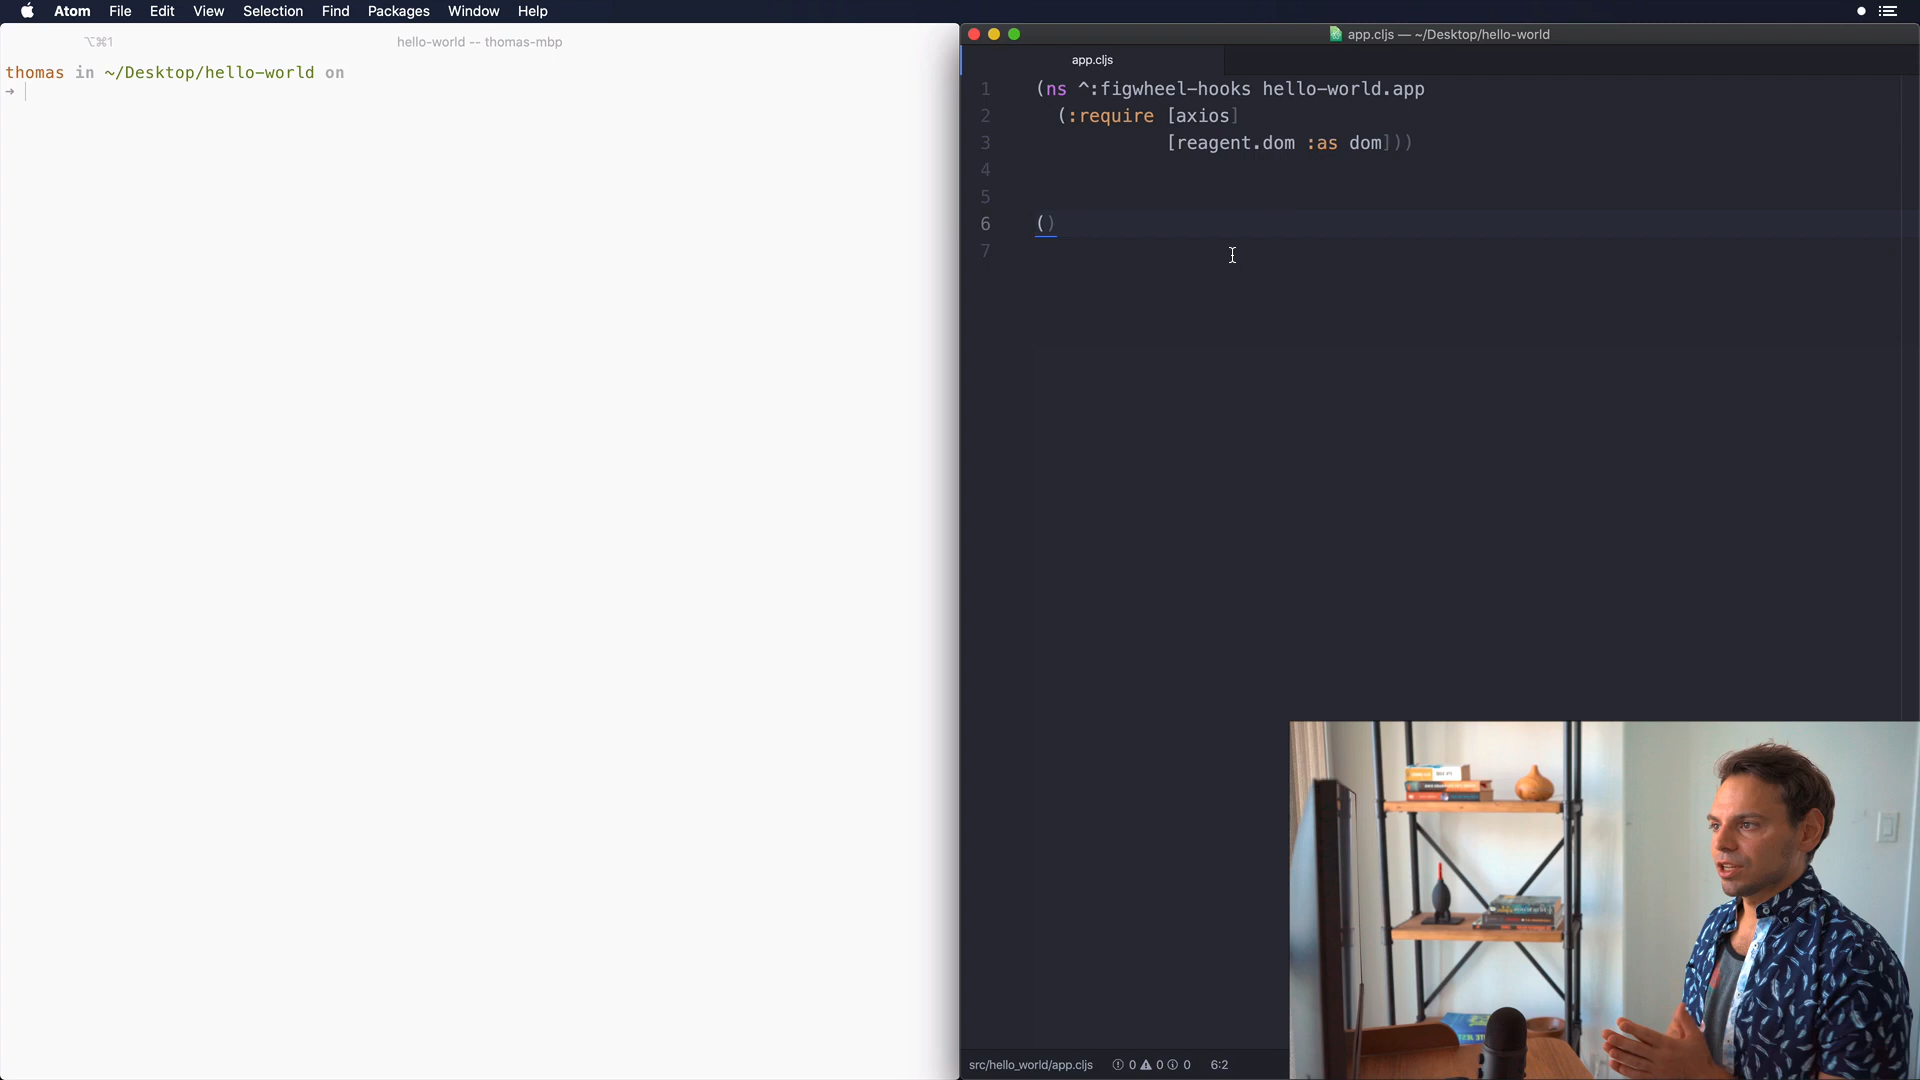 Atom File Edit View Selection Find Packages Window Help
⌥⌘1 hello-world -- thomas-mbp
thomas in ~/Desktop/hello-world on
➜
app.cljs — ~/Desktop/hello-world
app.cljs
1 (ns ^:figwheel-hooks hello-world.app
2 (:require [axios]
3 [reagent.dom :as dom]))
4
5
6 ()
7
src/hello_world/app.cljs 0 0 0 6:2